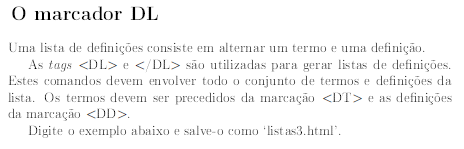 O marcador DL
Uma lista de definições consiste em alternar um termo e uma definição.
As tags <DL> e </DL> são utilizadas para gerar listas de definições.
Estes comandos devem envolver todo o conjunto de termos e definições da
lista. Os termos devem ser precedidos da marcação <DT> e as definições
da marcação <DD>.
Digite o exemplo abaixo e salve-o como ‘listas3.html’.